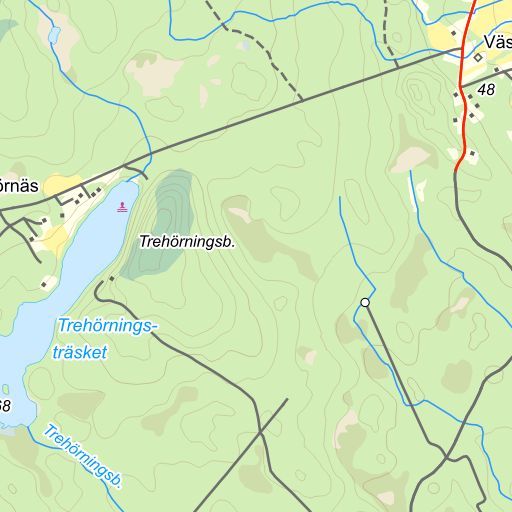 Väs
48
örnäs
Trehörningsb.
Trehörnings-
träsket
68
Trehörningsb.